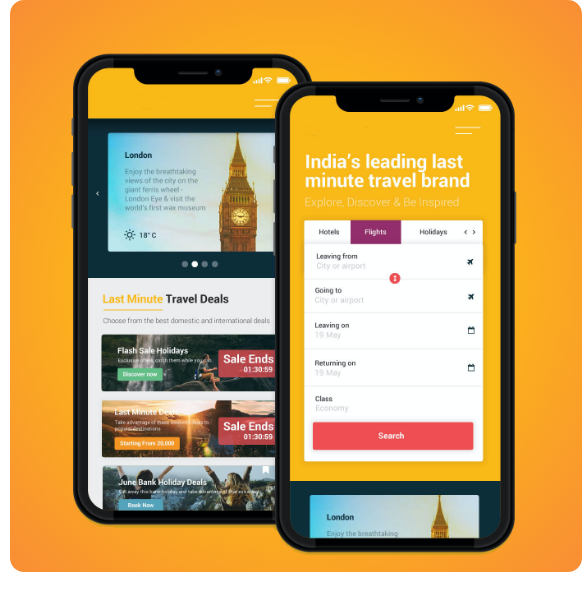 London
Enjoy the breathtaking
views of the city on the
giant ferris wheel -
London Eye & visit the
world's first wax museum
18° C
Last Minute Travel Deals
Choose from the best domestic and international deals
Flash Sale Holidays
Exclusive offers, catch them while you can
Discover now
Sale Ends
01:30:59
Last Minute Deals
Take advantage of these
Starting From 20,000
Sale Ends
01:30:59
June Bank Holiday Deals
Book Now
India's leading last
minute travel brand
Explore, Discover & Be Inspired
Hotels Flights Holidays
Leaving from
City or airport
Going to
City or airport
Leaving on
19 May
Returning on
19 May
Class
Economy
Search
London
Enjoy the breathtaking